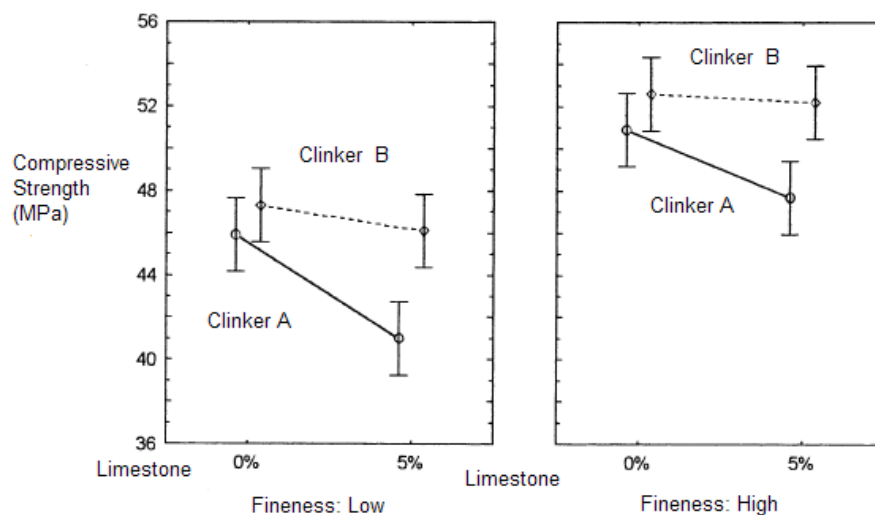 56
52
48
44
40
36
Compressive
Strength
(MPa)
Clinker B
Clinker A
Limestone
0%
5%
Fineness: Low
Clinker B
Clinker A
Limestone
0%
5%
Fineness: High